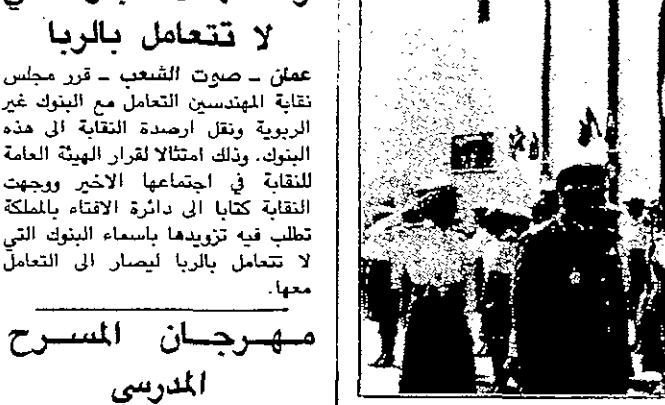 لا تتعامل بالربا
عمان ـ صوت الشعب ـ قرر مجلس
نقابة المهندسين التعامل مع البنوك غير
الربوية ونقل ارصدة النقابة الى هذه
البنوك. وذلك امتثالا لقرار الهيئة العامة
للنقابة في اجتماعها الاخير ووجهت
النقابة كتابا الى دائرة الافتاء بالمملكة
تطلب فيه تزويدها باسماء البنوك التي
لا تتعامل بالربا ليصار الى التعامل
معها.
مهرجان المسرح
المدرسي